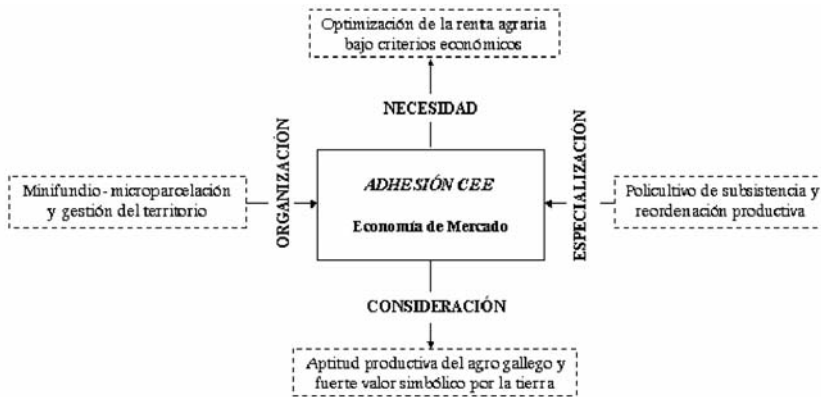 Optimización de la renta agraria
bajo criterios económicos
NECESIDAD
ORGANIZACIÓN
ESPECIALIZACIÓN
Minifundio - microparcelación
y gestión del territorio
ADHESIÓN CEE
Economía de Mercado
Policultivo de subsistencia y
reordenación productiva
CONSIDERACIÓN
Aptitud productiva del agro gallego y
fuerte valor simbólico por la tierra